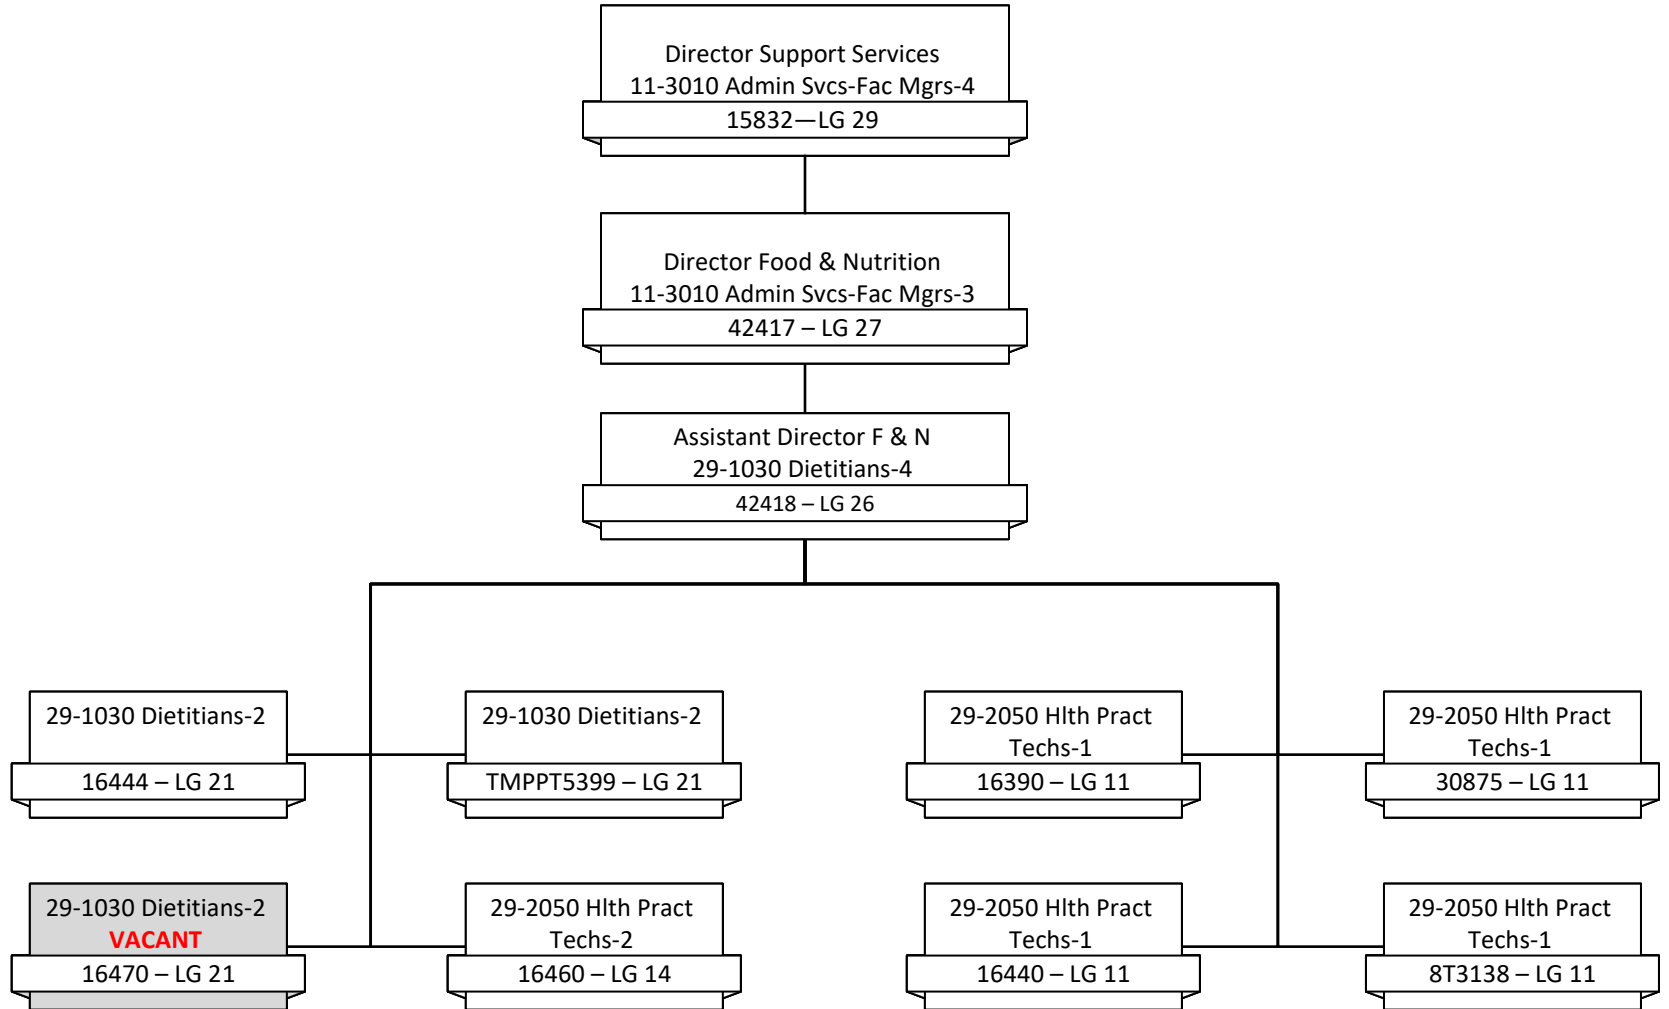 Director Support Services
11-3010 Admin Svcs-Fac Mgrs-4
15832—LG 29
Director Food & Nutrition
11-3010 Admin Svcs-Fac Mgrs-3
42417 – LG 27
Assistant Director F & N
29-1030 Dietitians-4
42418 – LG 26
29-1030 Dietitians-2
16444 – LG 21
29-1030 Dietitians-2
TMPPT5399 – LG 21
29-2050 Hlth Pract
Techs-1
16390 – LG 11
29-2050 Hlth Pract
Techs-1
30875 – LG 11
29-1030 Dietitians-2
VACANT
16470 – LG 21
29-2050 Hlth Pract
Techs-2
16460 – LG 14
29-2050 Hlth Pract
Techs-1
16440 – LG 11
29-2050 Hlth Pract
Techs-1
8T3138 – LG 11